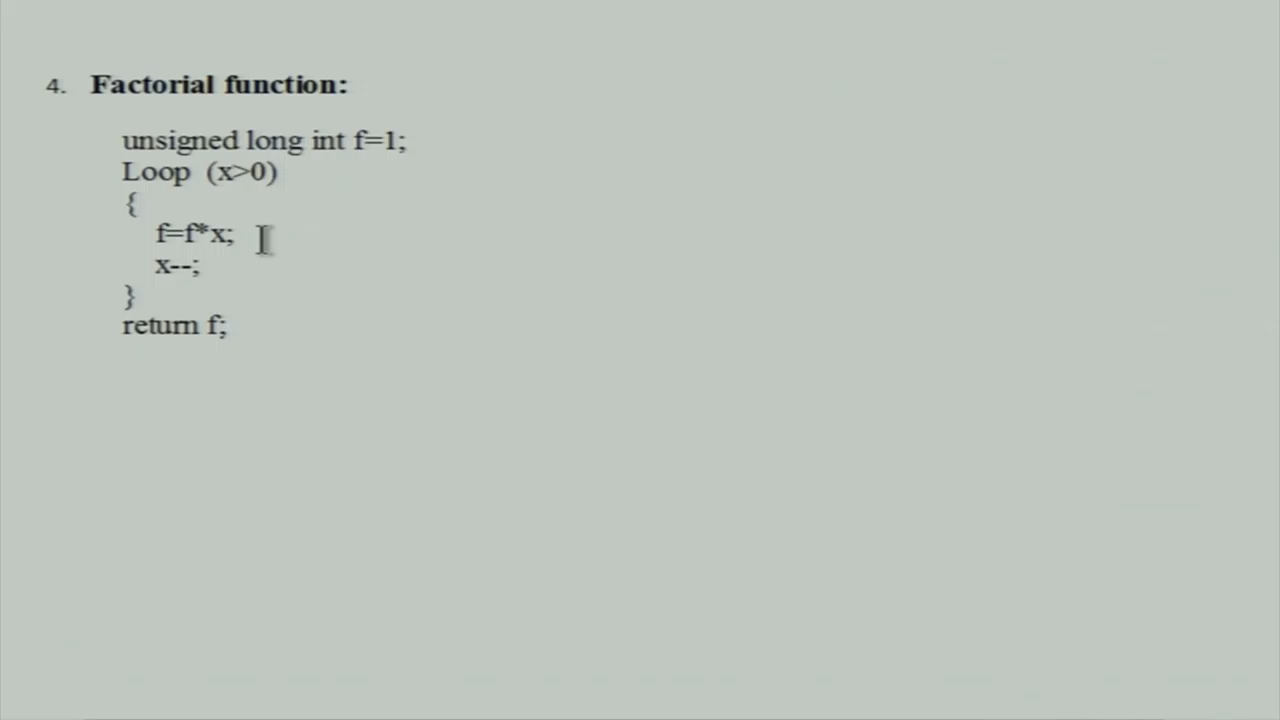 4. Factorial function:
unsigned long int f=1;
Loop (x>0)
{
f=f*x;
x--;
}
return f;